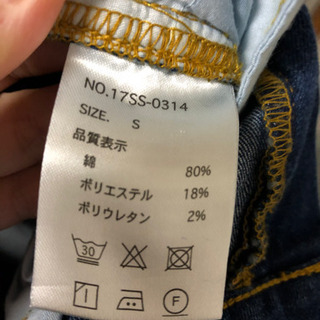 NO.17SS-0314
SIZE. S
品質表示
綿 80%
ポリエステル 18%
ポリウレタン 2%
30
F